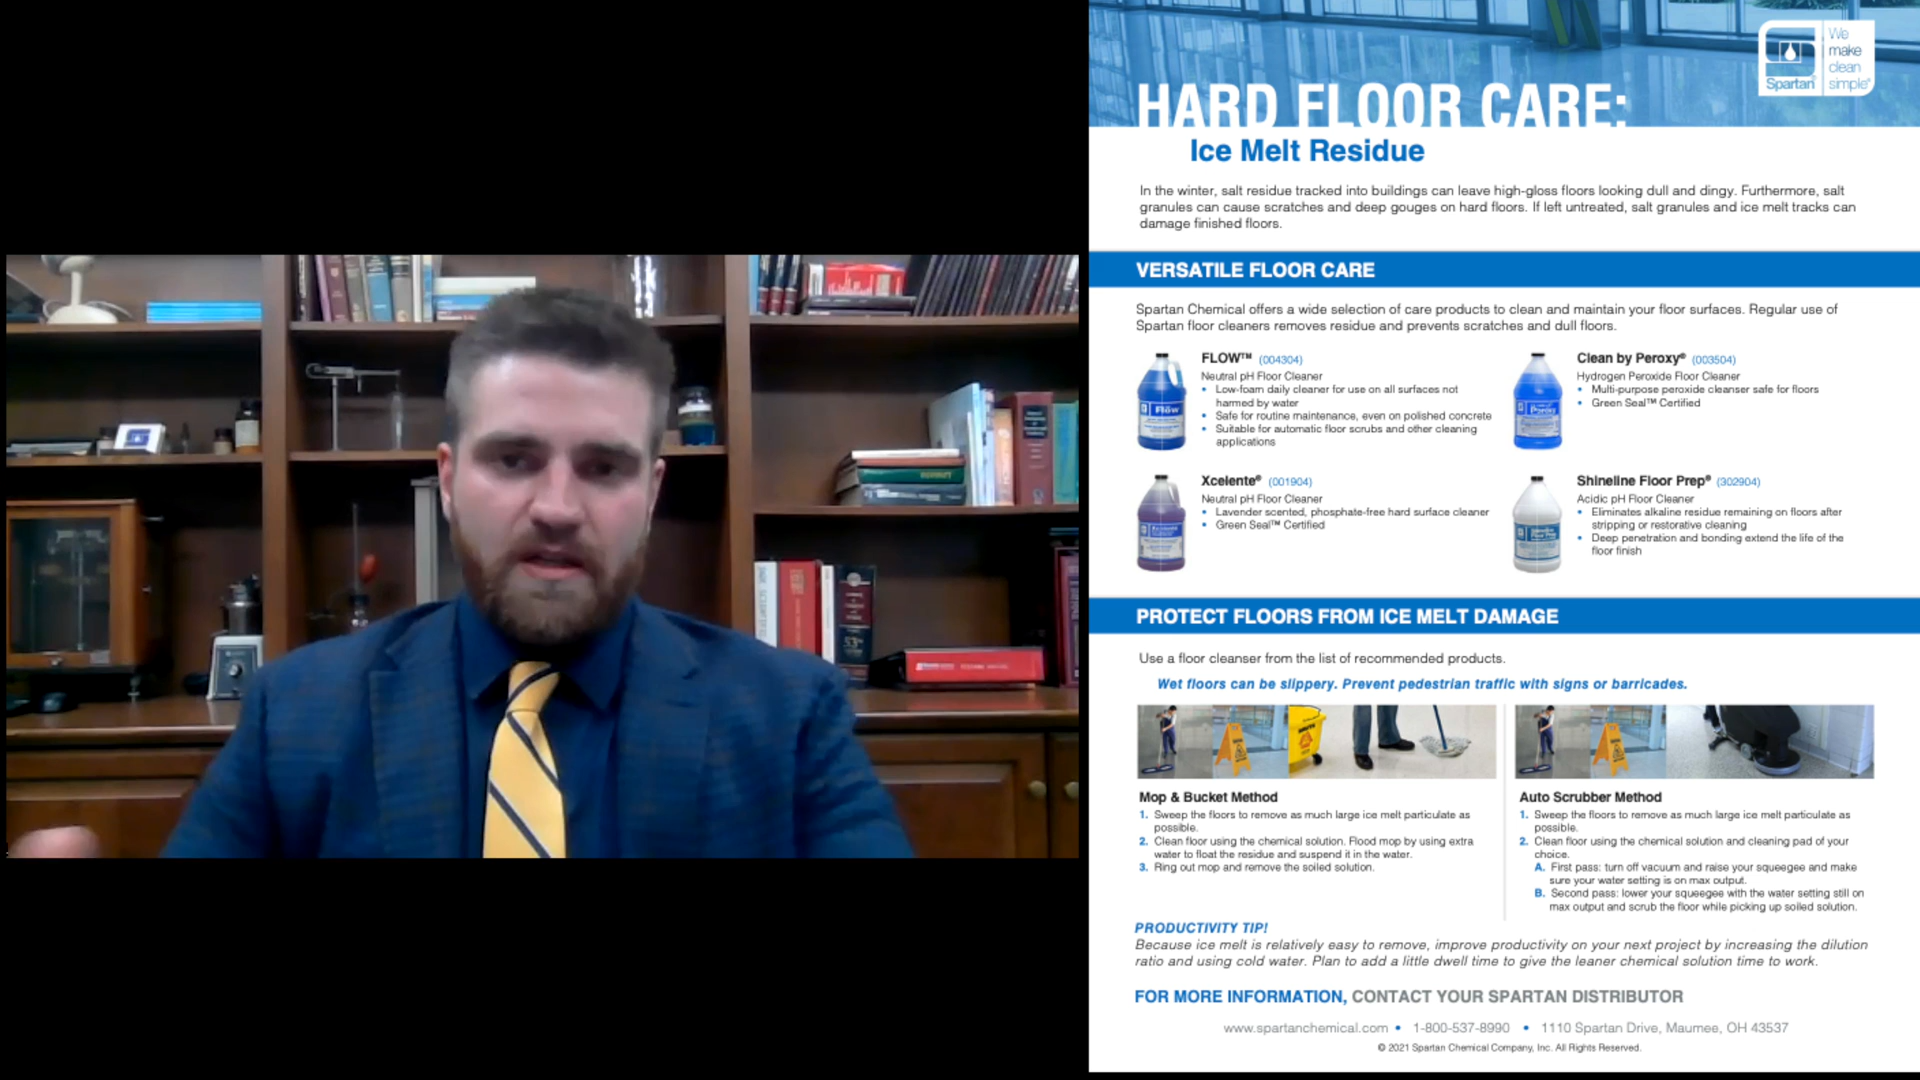 Spartan
We
make
clean
simple®
HARD FLOOR CARE:
Ice Melt Residue
In the winter, salt residue tracked into buildings can leave high-gloss floors looking dull and dingy. Furthermore, salt
granules can cause scratches and deep gouges on hard floors. If left untreated, salt granules and ice melt tracks can
damage finished floors.
VERSATILE FLOOR CARE
Spartan Chemical offers a wide selection of care products to clean and maintain your floor surfaces. Regular use of
Spartan floor cleaners removes residue and prevents scratches and dull floors.
FLOW™ (004304)
Neutral pH Floor Cleaner
• Low-foam daily cleaner for use on all surfaces not
harmed by water
• Safe for routine maintenance, even on polished concrete
• Suitable for automatic floor scrubs and other cleaning
applications
Flow
Clean by Peroxy® (003504)
Hydrogen Peroxide Floor Cleaner
• Multi-purpose peroxide cleanser safe for floors
• Green Seal™ Certified
Peroxy
Xcelente® (001904)
Neutral pH Floor Cleaner
• Lavender scented, phosphate-free hard surface cleaner
• Green Seal™ Certified
Shineline Floor Prep® (302904)
Acidic pH Floor Cleaner
• Eliminates alkaline residue remaining on floors after
stripping or restorative cleaning
• Deep penetration and bonding extend the life of the
floor finish
PROTECT FLOORS FROM ICE MELT DAMAGE
Use a floor cleanser from the list of recommended products.
Wet floors can be slippery. Prevent pedestrian traffic with signs or barricades.
Mop & Bucket Method
1. Sweep the floors to remove as much large ice melt particulate as
possible.
2. Clean floor using the chemical solution. Flood mop by using extra
water to float the residue and suspend it in the water.
3. Ring out mop and remove the soiled solution.
Auto Scrubber Method
1. Sweep the floors to remove as much large ice melt particulate as
possible.
2. Clean floor using the chemical solution and cleaning pad of your
choice.
A. First pass: turn off vacuum and raise your squeegee and make
sure your water setting is on max output.
B. Second pass: lower your squeegee with the water setting still on
max output and scrub the floor while picking up soiled solution.
PRODUCTIVITY TIP!
Because ice melt is relatively easy to remove, improve productivity on your next project by increasing the dilution
ratio and using cold water. Plan to add a little dwell time to give the leaner chemical solution time to work.
FOR MORE INFORMATION, CONTACT YOUR SPARTAN DISTRIBUTOR
www.spartanchemical.com • 1-800-537-8990 • 1110 Spartan Drive, Maumee, OH 43537
© 2021 Spartan Chemical Company, Inc. All Rights Reserved.